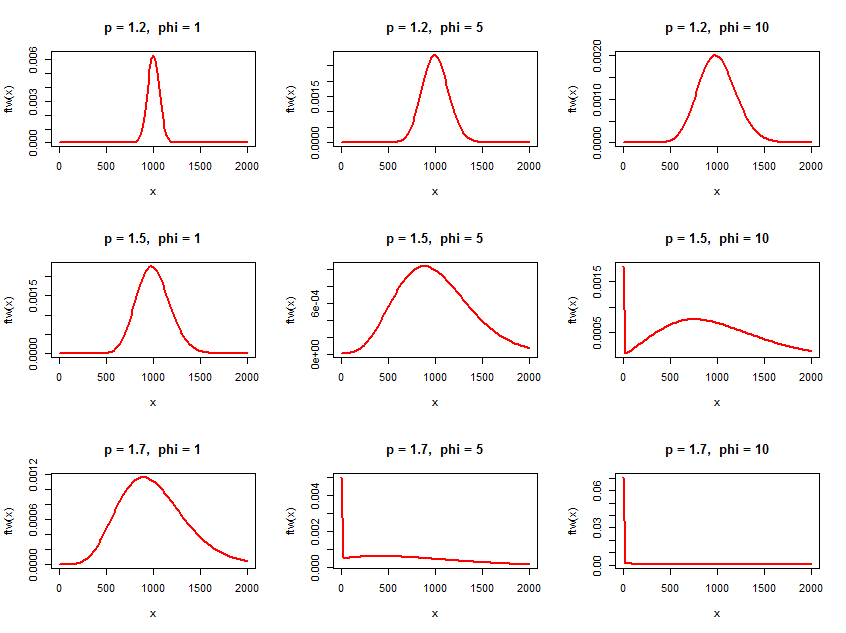 p = 1.2, phi = 1
ftw(x)
0.000 0.003 0.006
0 500 1000 1500 2000
x
p = 1.2, phi = 5
ftw(x)
0.0000 0.0015
0 500 1000 1500 2000
x
p = 1.2, phi = 10
ftw(x)
0.0000 0.0010 0.0020
0 500 1000 1500 2000
x
p = 1.5, phi = 1
ftw(x)
0.0000 0.0015
0 500 1000 1500 2000
x
p = 1.5, phi = 5
ftw(x)
0e+00 6e-04
0 500 1000 1500 2000
x
p = 1.5, phi = 10
ftw(x)
0.0005 0.0015
0 500 1000 1500 2000
x
p = 1.7, phi = 1
ftw(x)
0.0000 0.0006 0.0012
0 500 1000 1500 2000
x
p = 1.7, phi = 5
ftw(x)
0.000 0.002 0.004
0 500 1000 1500 2000
x
p = 1.7, phi = 10
ftw(x)
0.00 0.03 0.06
0 500 1000 1500 2000
x